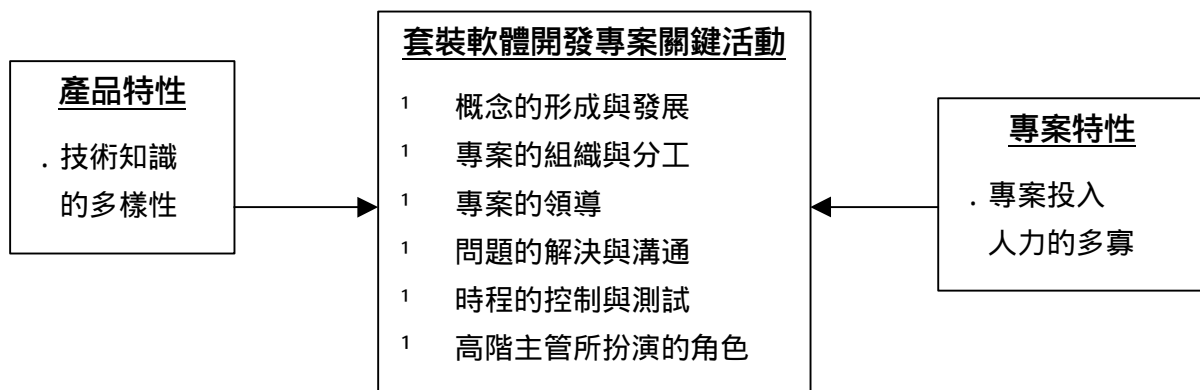 產品特性
. 技術知識
的多樣性
套裝軟體開發專案關鍵活動
¹ 概念的形成與發展
¹ 專案的組織與分工
¹ 專案的領導
¹ 問題的解決與溝通
¹ 時程的控制與測試
¹ 高階主管所扮演的角色
專案特性
. 專案投入
人力的多寡